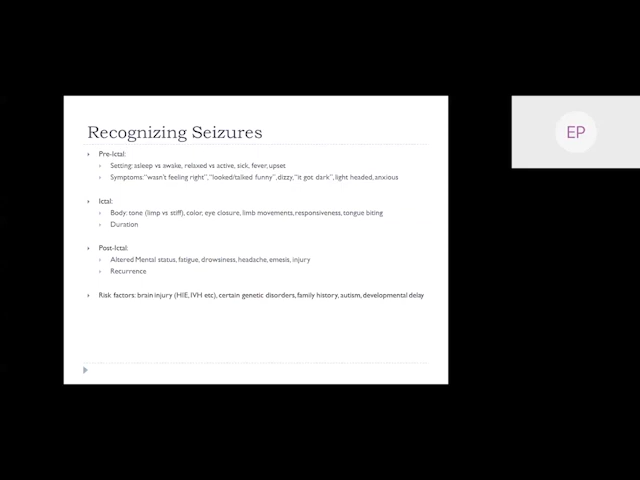 Recognizing Seizures
Pre-Ictal:
Setting: asleep vs awake, relaxed vs active, sick, fever, upset
Symptoms: "wasn't feeling right", "looked/talked funny", dizzy, "it got dark", light headed, anxious
Ictal:
Body: tone (limp vs stiff), color, eye closure, limb movements, responsiveness, tongue biting
Duration
Post-Ictal:
Altered Mental status, fatigue, drowsiness, headache, emesis, injury
Recurrence
Risk factors: brain injury (HIE, IVH etc), certain genetic disorders, family history, autism, developmental delay
EP